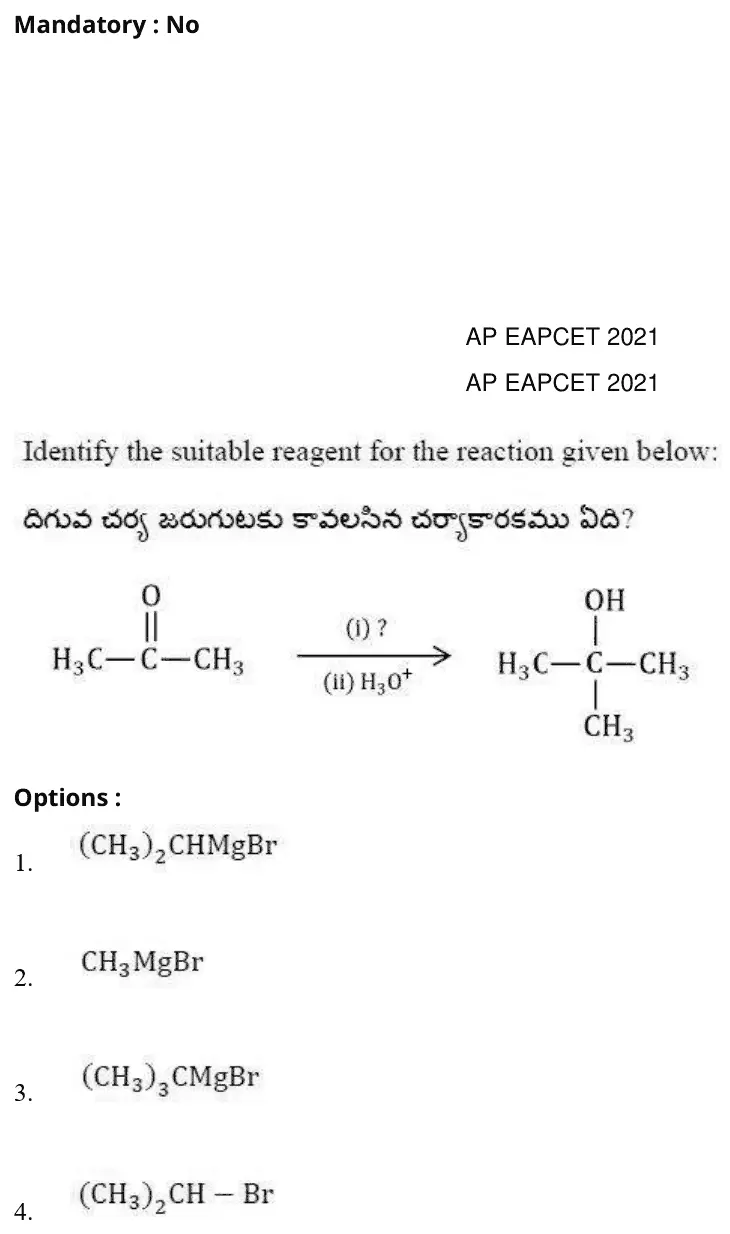 Mandatory : No
AP EAPCET 2021
AP EAPCET 2021
Identify the suitable reagent for the reaction given below:
దిగువ చర్య జరుగుటకు కావలసిన చర్యాకారకము ఏది?
O
||
H₃C—C—CH₃
(i) ?
(ii) H₃O⁺
OH
|
H₃C—C—CH₃
|
CH₃
Options :
1. (CH₃)₂CHMgBr
2. CH₃MgBr
3. (CH₃)₃CMgBr
4. (CH₃)₂CH – Br